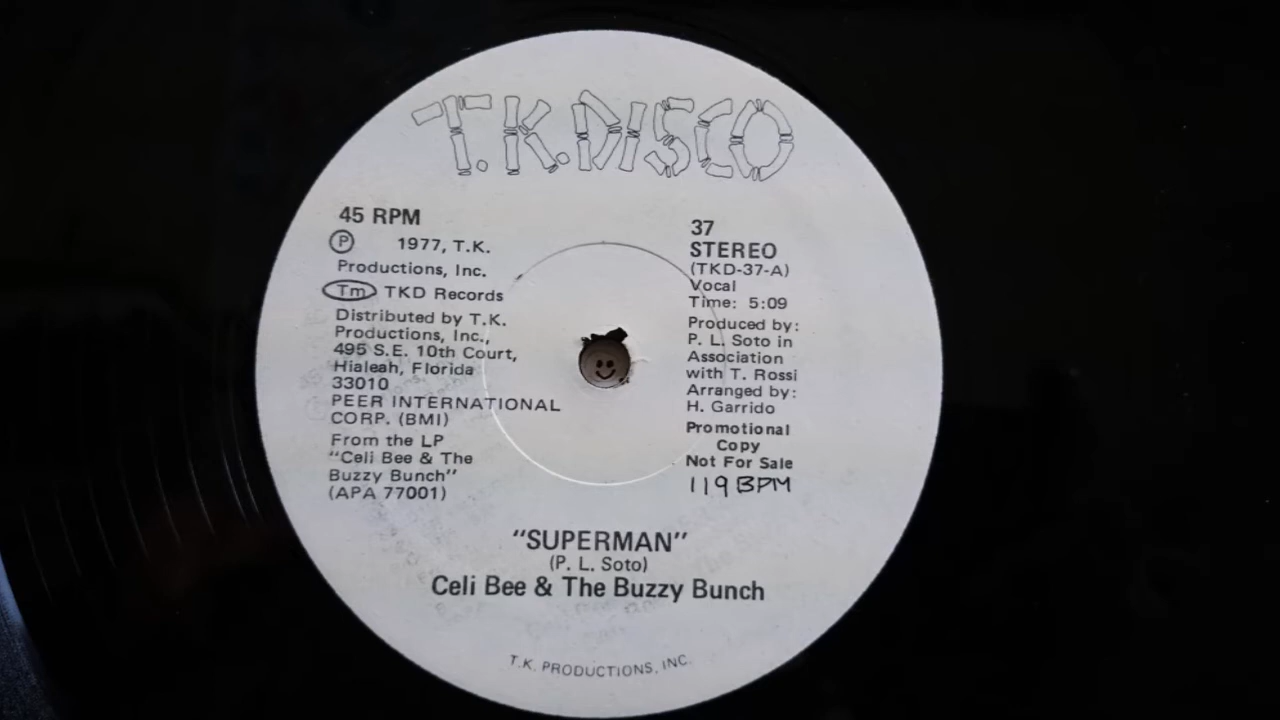 T.K. DISCO
45 RPM
Ⓟ 1977, T.K.
Productions, Inc.
Tm TKD Records
Distributed by T.K.
Productions, Inc.,
495 S.E. 10th Court,
Hialeah, Florida
33010
PEER INTERNATIONAL
CORP. (BMI)
From the LP
"Celi Bee & The
Buzzy Bunch"
(APA 77001)
37
STEREO
(TKD-37-A)
Vocal
Time: 5:09
Produced by:
P. L. Soto in
Association
with T. Rossi
Arranged by:
H. Garrido
Promotional
Copy
Not For Sale
119 BPM
"SUPERMAN"
(P. L. Soto)
Celi Bee & The Buzzy Bunch
T.K. PRODUCTIONS, INC.